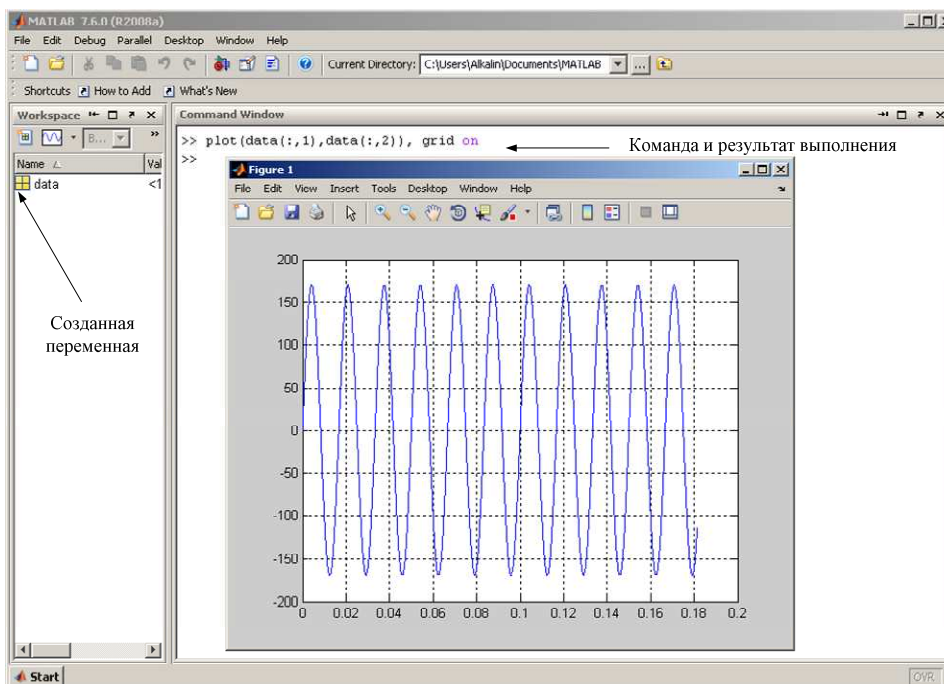 MATLAB 7.6.0 (R2008a)
File Edit Debug Parallel Desktop Window Help
Current Directory: C:\Users\Alkalin\Documents\MATLAB ...
Shortcuts How to Add What's New
Workspace
B... »
Name Val
data <1
Command Window
>> plot(data(:,1),data(:,2)), grid on
>>
Команда и результат выполнения
Figure 1
File Edit View Insert Tools Desktop Window Help
200
150
100
50
0
-50
-100
-150
-200
0 0.02 0.04 0.06 0.08 0.1 0.12 0.14 0.16 0.18 0.2
Созданная
переменная
Start
OVR